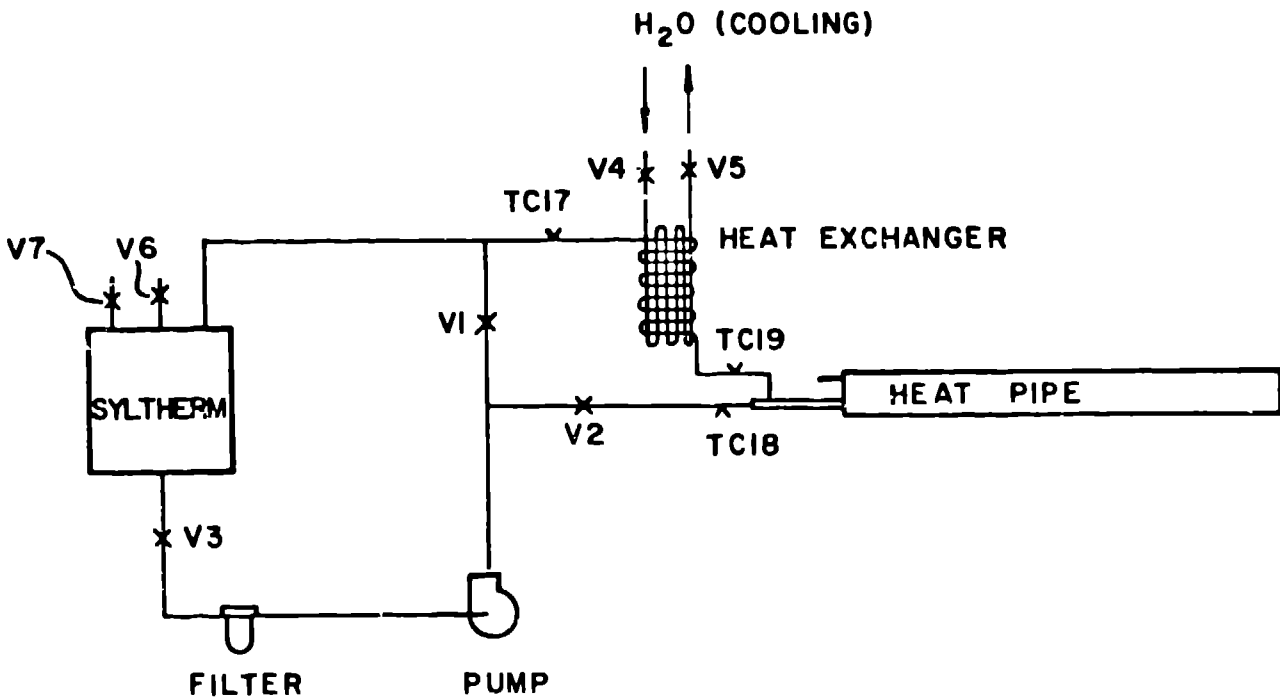 H₂O (COOLING)
V4
V5
TC17
V7
V6
HEAT EXCHANGER
V1
TC19
SYLTHERM
HEAT PIPE
V2
TC18
V3
FILTER
PUMP